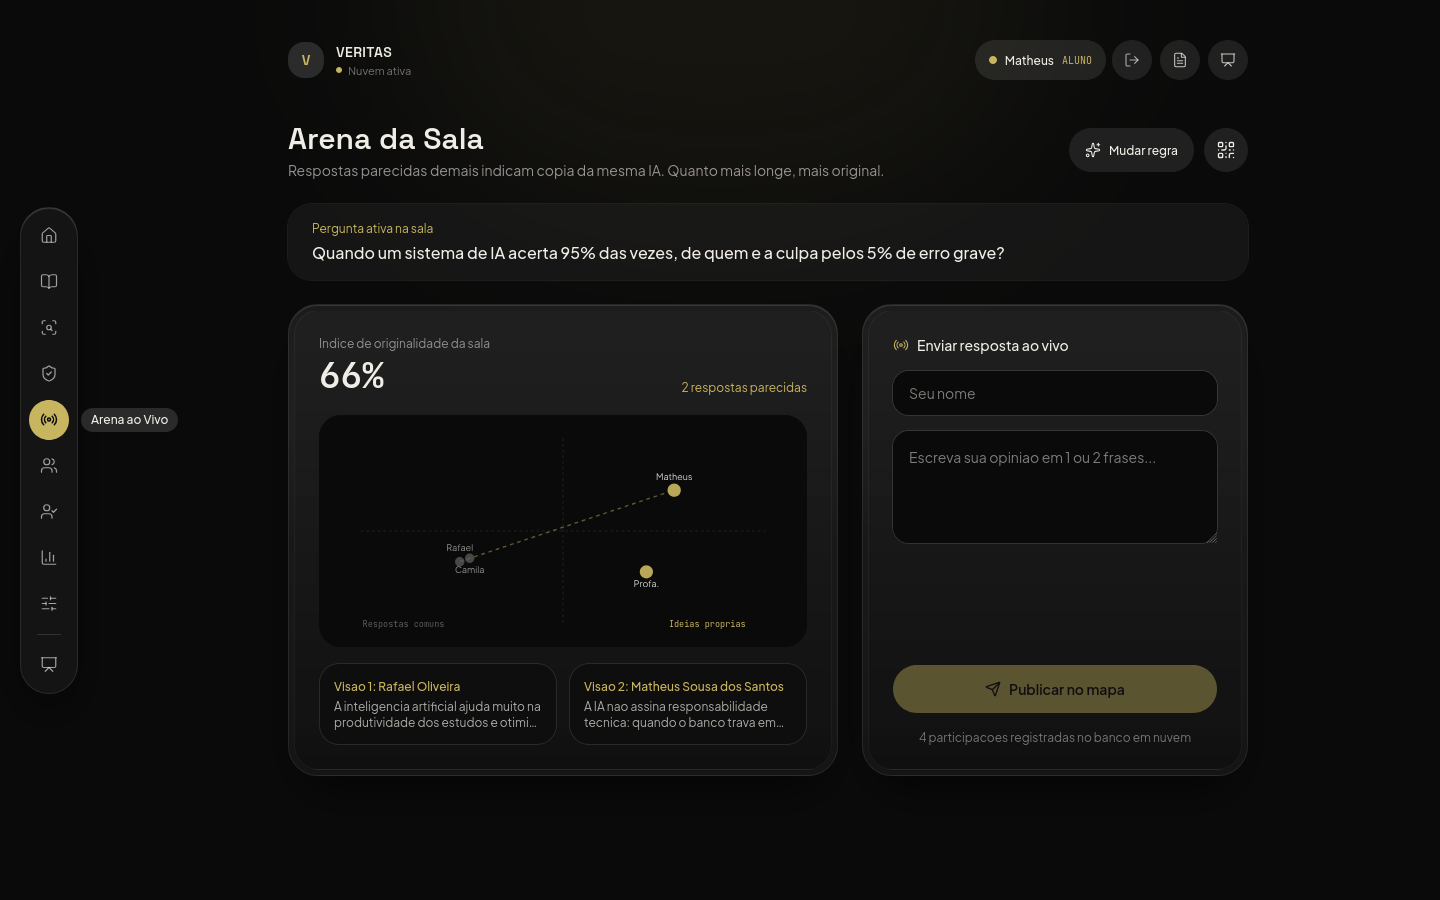 V
VERITAS
Nuvem ativa
Matheus ALUNO
Arena da Sala
Respostas parecidas demais indicam copia da mesma IA. Quanto mais longe, mais original.
Mudar regra
Pergunta ativa na sala
Quando um sistema de IA acerta 95% das vezes, de quem e a culpa pelos 5% de erro grave?
Arena ao Vivo
Indice de originalidade da sala
66%
2 respostas parecidas
Matheus
Rafael
Camila
Profa.
Respostas comuns
Ideias proprias
Visao 1: Rafael Oliveira
A inteligencia artificial ajuda muito na
produtividade dos estudos e otimi...
Visao 2: Matheus Sousa dos Santos
A IA nao assina responsabilidade
tecnica: quando o banco trava em...
Enviar resposta ao vivo
Seu nome
Escreva sua opiniao em 1 ou 2 frases...
Publicar no mapa
4 participacoes registradas no banco em nuvem